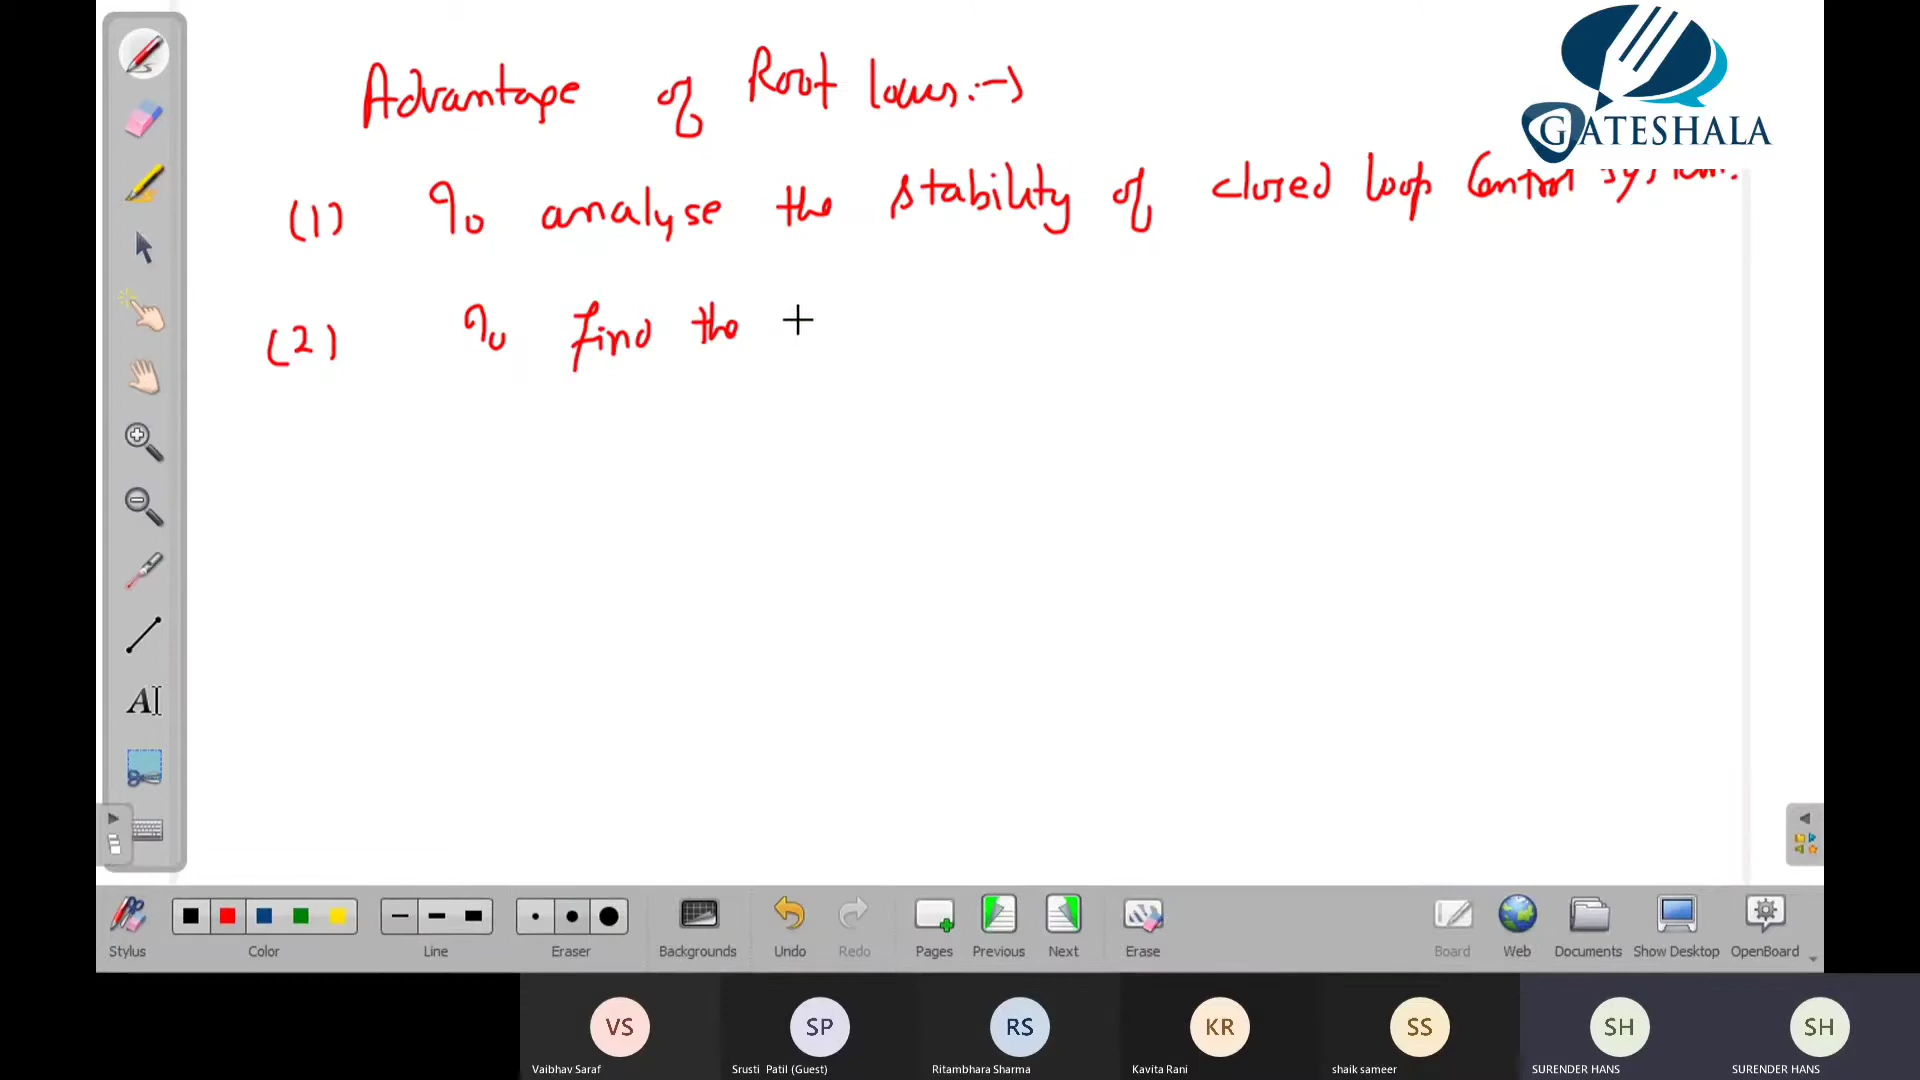 Advantage of Root locus:→
(1) To analyse the stability of closed loop Control system.
(2) To find the
GATESHALA
AI
Stylus
Color
Line
Eraser
Backgrounds
Undo
Redo
Pages
Previous
Next
Erase
Board
Web
Documents
Show Desktop
OpenBoard
VS
SP
RS
KR
SS
SH
SH
Vaibhav Saraf
Srusti Patil (Guest)
Ritambhara Sharma
Kavita Rani
shaik sameer
SURENDER HANS
SURENDER HANS